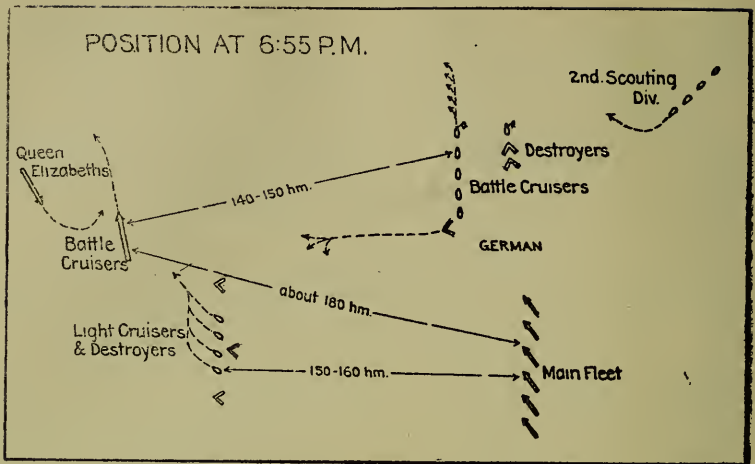 POSITION AT 6:55 P.M.
2nd. Scouting
Div.
Queen
Elizabeths
Destroyers
140-150 hm.
Battle Cruisers
Battle
Cruisers
GERMAN
about 180 hm.
Light Cruisers
& Destroyers
150-160 hm.
Main Fleet